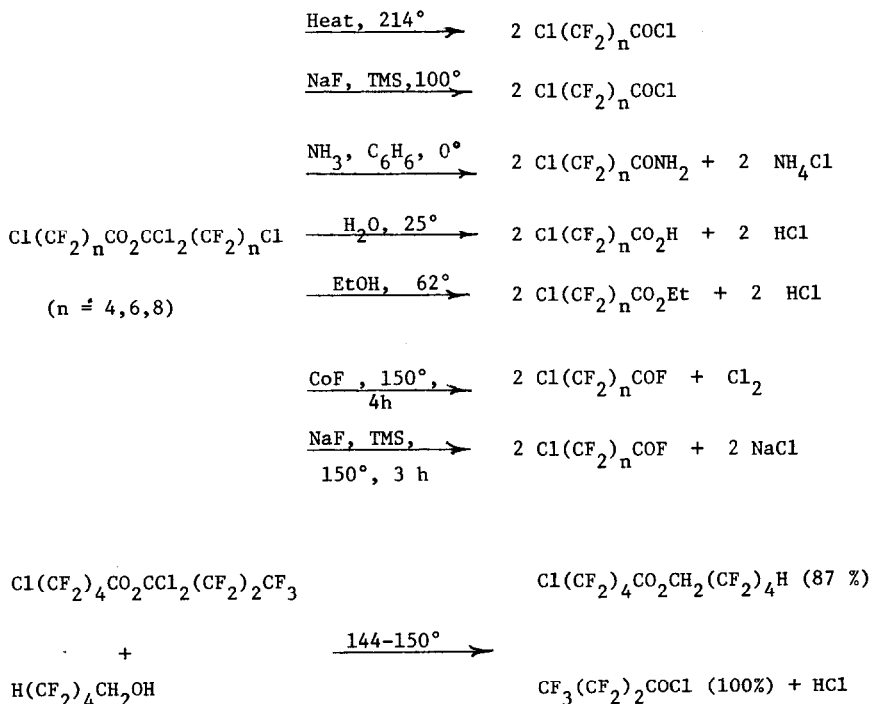 Heat, 214° 2 Cl(CF2)nCOCl
NaF, TMS,100° 2 Cl(CF2)nCOCl
NH3, C6H6, 0° 2 Cl(CF2)nCONH2 + 2 NH4Cl
Cl(CF2)nCO2CCl2(CF2)nCl H2O, 25° 2 Cl(CF2)nCO2H + 2 HCl
(n = 4,6,8) EtOH, 62° 2 Cl(CF2)nCO2Et + 2 HCl
CoF , 150°, 2 Cl(CF2)nCOF + Cl2
4h
NaF, TMS, 2 Cl(CF2)nCOF + 2 NaCl
150°, 3 h
Cl(CF2)4CO2CCl2(CF2)2CF3 Cl(CF2)4CO2CH2(CF2)4H (87 %)
+ 144-150°
H(CF2)4CH2OH CF3(CF2)2COCl (100%) + HCl